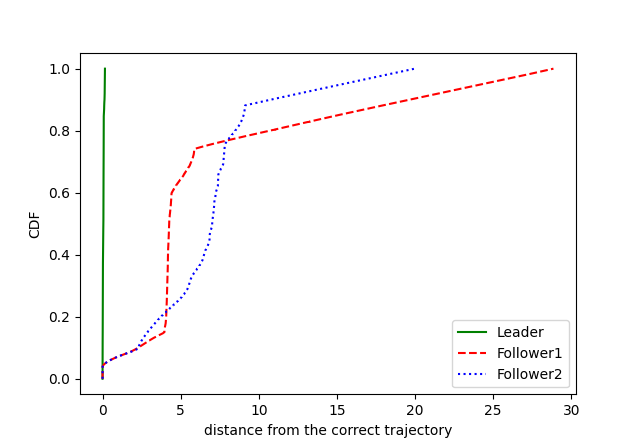 1.0
0.8
0.6
0.4
0.2
0.0
CDF
0 5 10 15 20 25 30
distance from the correct trajectory
Leader
Follower1
Follower2